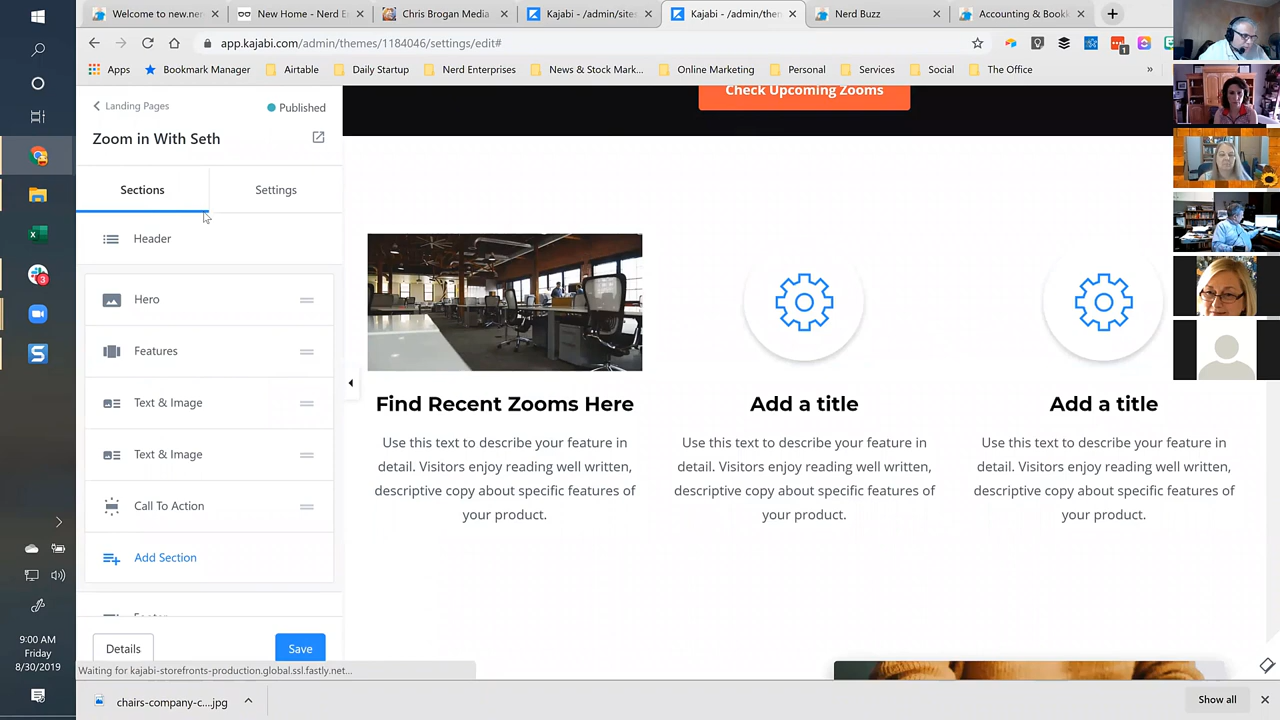 Welcome to new.ner
New Home - Nerd E
Chris Brogan Media
Kajabi - /admin/sites
Kajabi - /admin/them
Nerd Buzz
Accounting & Bookk
app.kajabi.com/admin/themes/1184046/settings/edit#
1
Apps
Bookmark Manager
Airtable
Daily Startup
News & Stock Mark...
Online Marketing
Personal
Services
Social
The Office
»
Landing Pages
Published
Zoom in With Seth
Sections
Settings
Header
Hero
Features
Text & Image
Text & Image
Call To Action
Add Section
Details
Save
Check Upcoming Zooms
Find Recent Zooms Here
Use this text to describe your feature in
detail. Visitors enjoy reading well written,
descriptive copy about specific features of
your product.
Add a title
Use this text to describe your feature in
detail. Visitors enjoy reading well written,
descriptive copy about specific features of
your product.
Add a title
Use this text to describe your feature in
detail. Visitors enjoy reading well written,
descriptive copy about specific features of
your product.
3
9:00 AM
Friday
8/30/2019
Waiting for kajabi-storefronts-production.global.ssl.fastly.net...
chairs-company-c....jpg
Show all